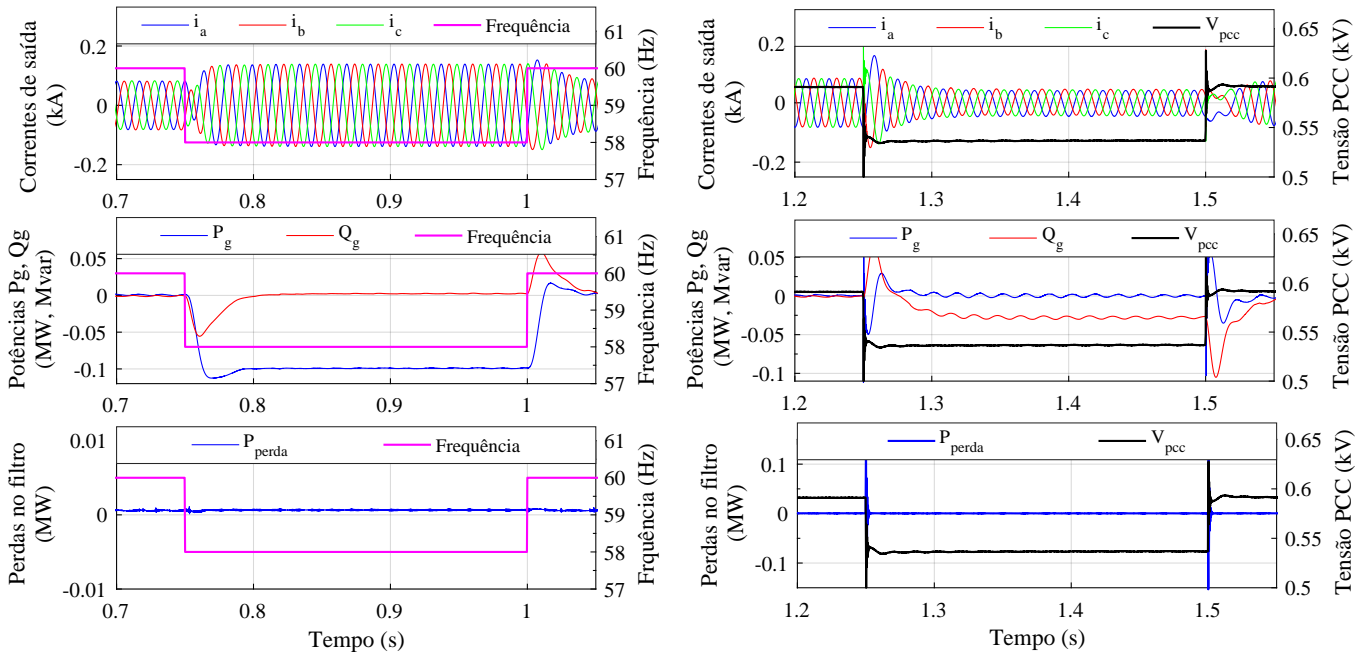 i_a i_b i_c Frequência
Correntes de saída
(kA)
0.2
0
-0.2
61
60
59
58
57
Frequência (Hz)
0.7 0.8 0.9 1
P_g Q_g Frequência
Potências Pg, Qg
(MW, Mvar)
0.05
0
-0.05
-0.1
61
60
59
58
57
Frequência (Hz)
0.7 0.8 0.9 1
P_perda Frequência
Perdas no filtro
(MW)
0.01
0
-0.01
61
60
59
58
57
Frquência (Hz)
0.7 0.8 0.9 1
Tempo (s)
i_a i_b i_c V_pcc
Correntes de saída
(kA)
0.2
0
-0.2
0.65
0.6
0.55
0.5
Tensão PCC (kV)
1.2 1.3 1.4 1.5
P_g Q_g V_pcc
Potências Pg, Qg
(MW, Mvar)
0.05
0
-0.05
-0.1
0.65
0.6
0.55
0.5
Tensão PCC (kV)
1.2 1.3 1.4 1.5
P_perda V_pcc
Perdas no filtro
(MW)
0.1
0
-0.1
0.65
0.6
0.55
0.5
Tensão PCC (kV)
1.2 1.3 1.4 1.5
Tempo (s)